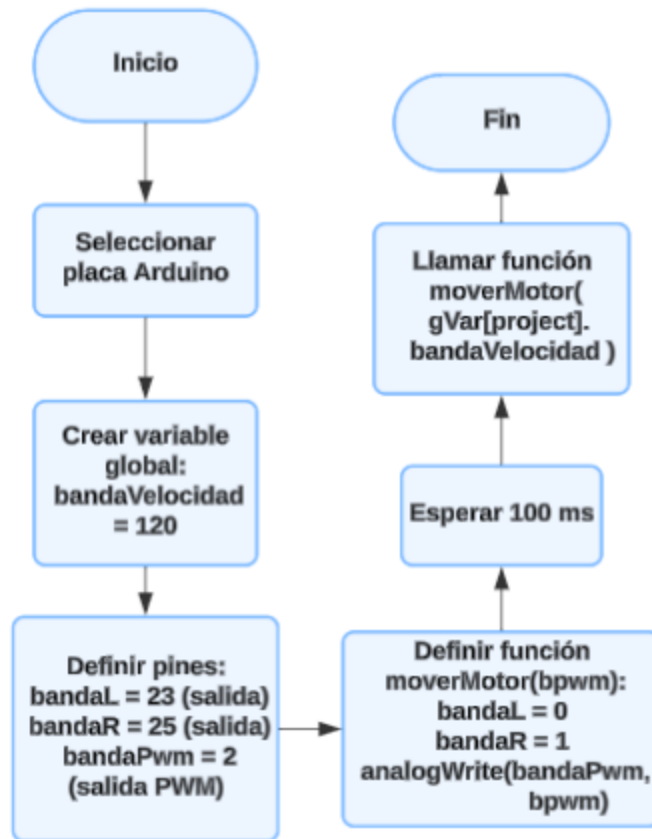 Inicio
Seleccionar
placa Arduino
Crear variable
global:
bandaVelocidad
= 120
Definir pines:
bandaL = 23 (salida)
bandaR = 25 (salida)
bandaPwm = 2
(salida PWM)
Definir función
moverMotor(bpwm):
bandaL = 0
bandaR = 1
analogWrite(bandaPwm,
bpwm)
Esperar 100 ms
Llamar función
moverMotor(
gVar[project].
bandaVelocidad )
Fin